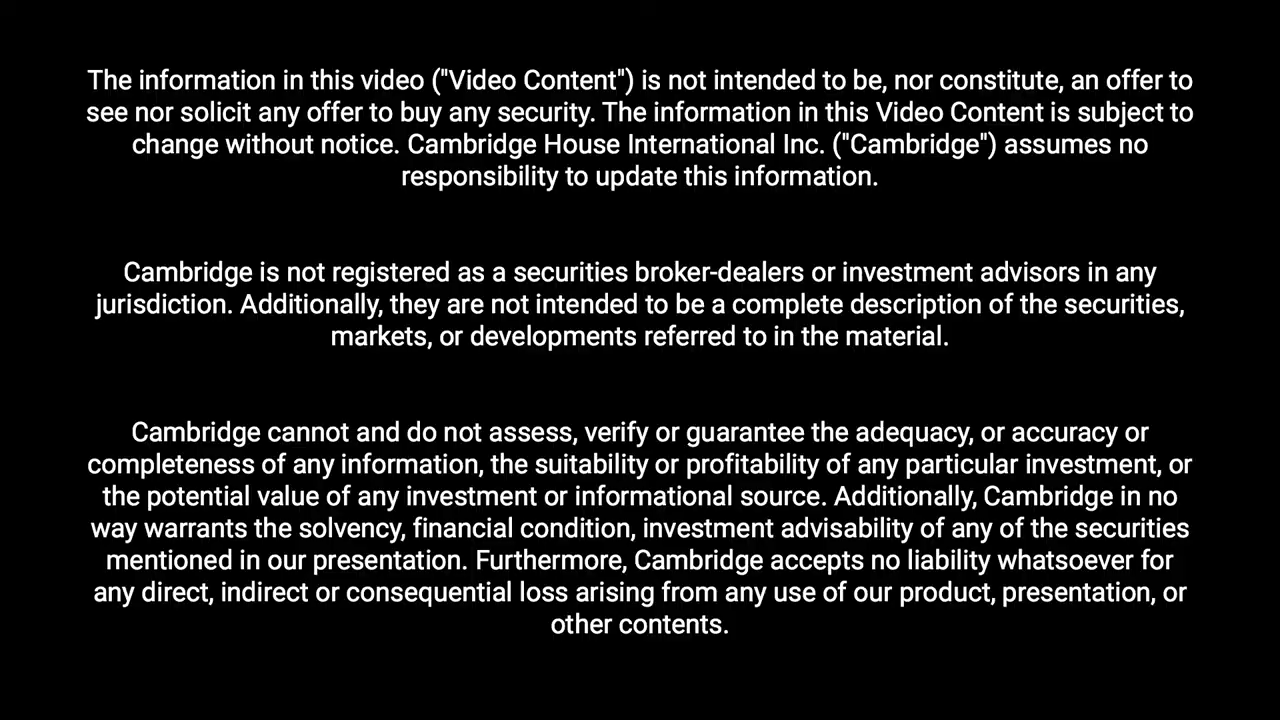 The information in this video ("Video Content") is not intended to be, nor constitute, an offer to
see nor solicit any offer to buy any security. The information in this Video Content is subject to
change without notice. Cambridge House International Inc. ("Cambridge") assumes no
responsibility to update this information.
Cambridge is not registered as a securities broker-dealers or investment advisors in any
jurisdiction. Additionally, they are not intended to be a complete description of the securities,
markets, or developments referred to in the material.
Cambridge cannot and do not assess, verify or guarantee the adequacy, or accuracy or
completeness of any information, the suitability or profitability of any particular investment, or
the potential value of any investment or informational source. Additionally, Cambridge in no
way warrants the solvency, financial condition, investment advisability of any of the securities
mentioned in our presentation. Furthermore, Cambridge accepts no liability whatsoever for
any direct, indirect or consequential loss arising from any use of our product, presentation, or
other contents.